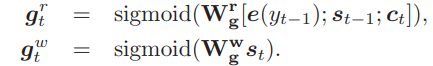 g_t^r = sigmoid(W_g^r[e(y_{t−1}); s_{t−1}; c_t]),
g_t^w = sigmoid(W_g^w s_t).